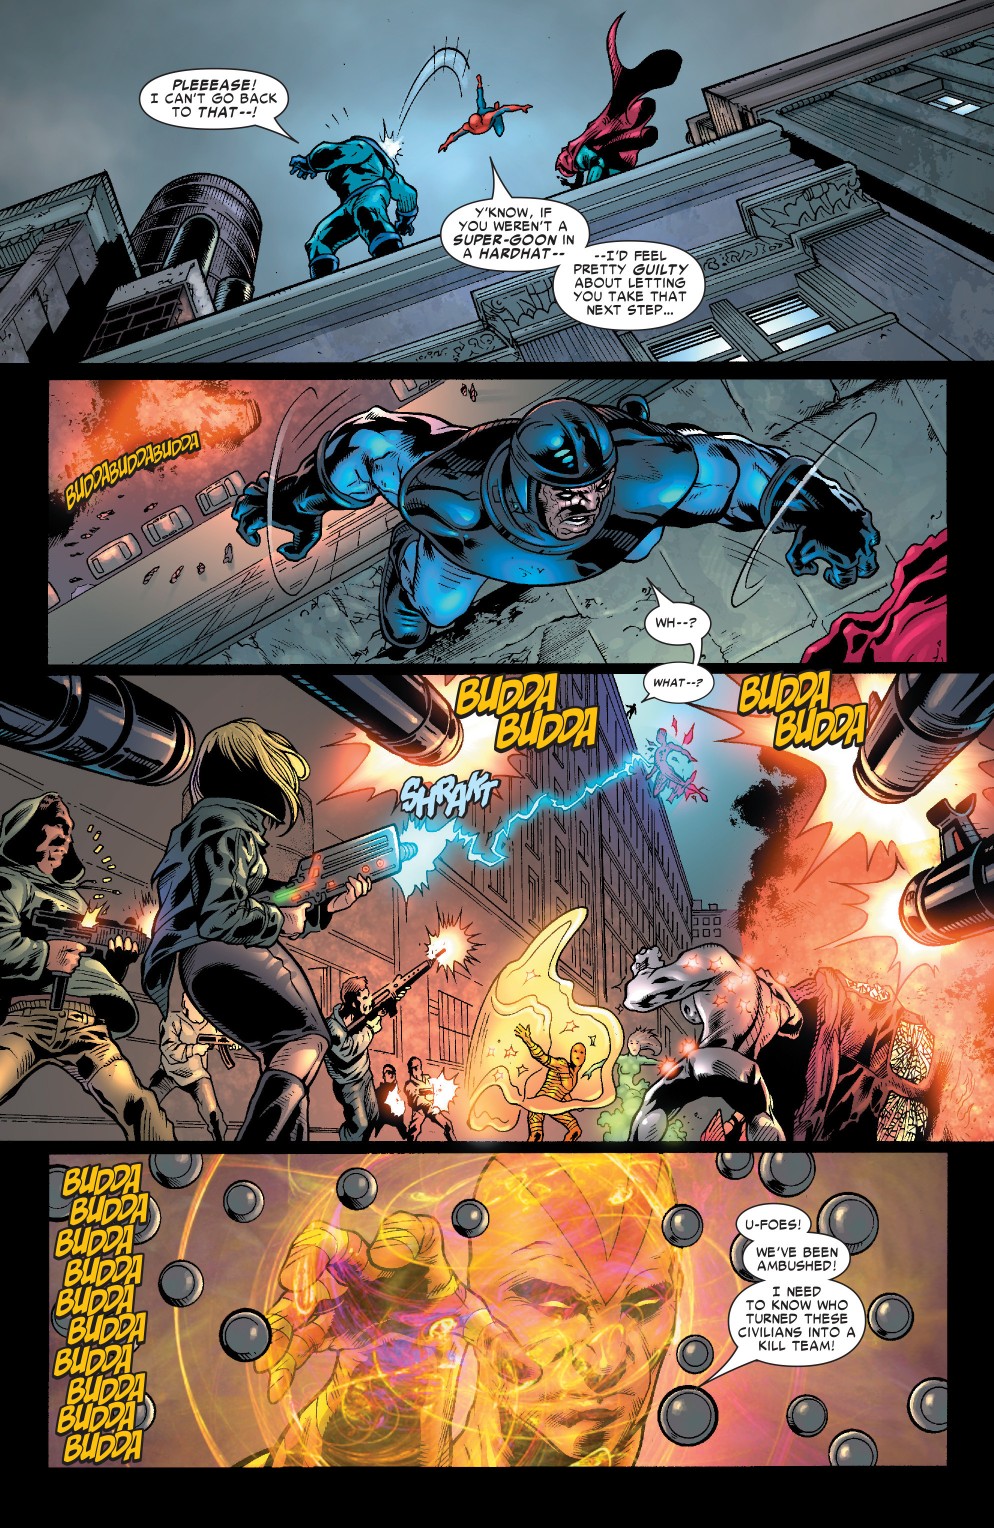 PLEEEASE!
I CAN'T GO BACK
TO THAT--!
Y'KNOW, IF
YOU WEREN'T A
SUPER-GOON IN
A HARDHAT--
--I'D FEEL
PRETTY GUILTY
ABOUT LETTING
YOU TAKE THAT
NEXT STEP...
BUDDABUDDABUDDA
WH--?
WHAT--?
BUDDA
BUDDA
BUDDA
BUDDA
SHRAKT
BUDDA
BUDDA
BUDDA
BUDDA
BUDDA
BUDDA
BUDDA
BUDDA
BUDDA
BUDDA
U-FOES!
WE'VE BEEN
AMBUSHED!
I NEED
TO KNOW WHO
TURNED THESE
CIVILIANS INTO A
KILL TEAM!